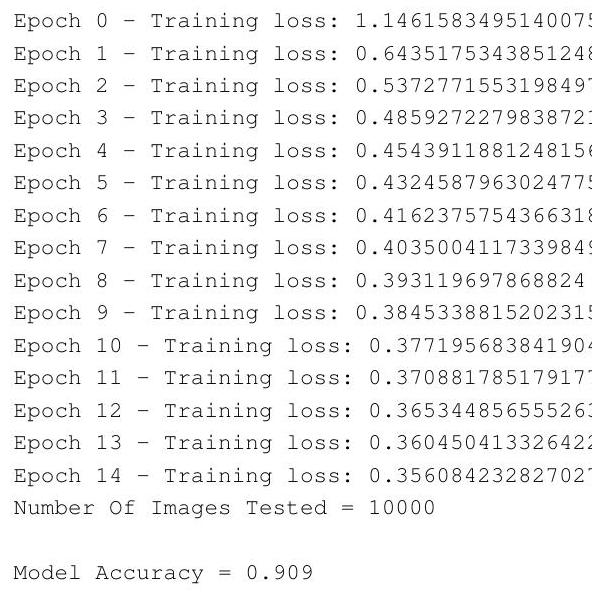 Epoch 0 - Training loss: 1.1461583495140075
Epoch 1 - Training loss: 0.6435175343851248
Epoch 2 - Training loss: 0.5372771553198497
Epoch 3 - Training loss: 0.4859272279838721
Epoch 4 - Training loss: 0.4543911881248156
Epoch 5 - Training loss: 0.4324587963024775
Epoch 6 - Training loss: 0.4162375754366318
Epoch 7 - Training loss: 0.4035004117339849
Epoch 8 - Training loss: 0.393119697868824
Epoch 9 - Training loss: 0.3845338815202315
Epoch 10 - Training loss: 0.377195683841904
Epoch 11 - Training loss: 0.370881785179177
Epoch 12 - Training loss: 0.365344856555263
Epoch 13 - Training loss: 0.360450413326422
Epoch 14 - Training loss: 0.356084232827027
Number Of Images Tested = 10000
Model Accuracy = 0.909